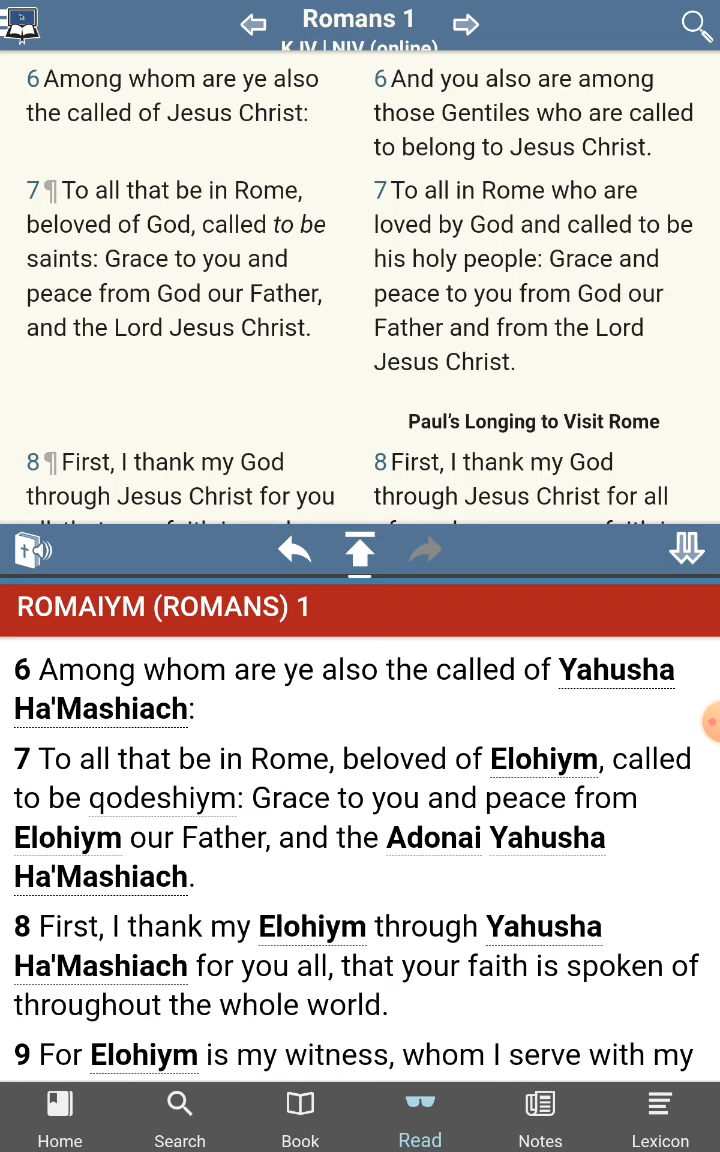 Romans 1
KJV | NIV (online)
6 Among whom are ye also
the called of Jesus Christ:
7 ¶ To all that be in Rome,
beloved of God, called to be
saints: Grace to you and
peace from God our Father,
and the Lord Jesus Christ.
8 ¶ First, I thank my God
through Jesus Christ for you
6 And you also are among
those Gentiles who are called
to belong to Jesus Christ.
7 To all in Rome who are
loved by God and called to be
his holy people: Grace and
peace to you from God our
Father and from the Lord
Jesus Christ.
Paul's Longing to Visit Rome
8 First, I thank my God
through Jesus Christ for all
ROMAIYM (ROMANS) 1
6 Among whom are ye also the called of Yahusha
Ha'Mashiach:
7 To all that be in Rome, beloved of Elohiym, called
to be qodeshiym: Grace to you and peace from
Elohiym our Father, and the Adonai Yahusha
Ha'Mashiach.
8 First, I thank my Elohiym through Yahusha
Ha'Mashiach for you all, that your faith is spoken of
throughout the whole world.
9 For Elohiym is my witness, whom I serve with my
Home
Search
Book
Read
Notes
Lexicon